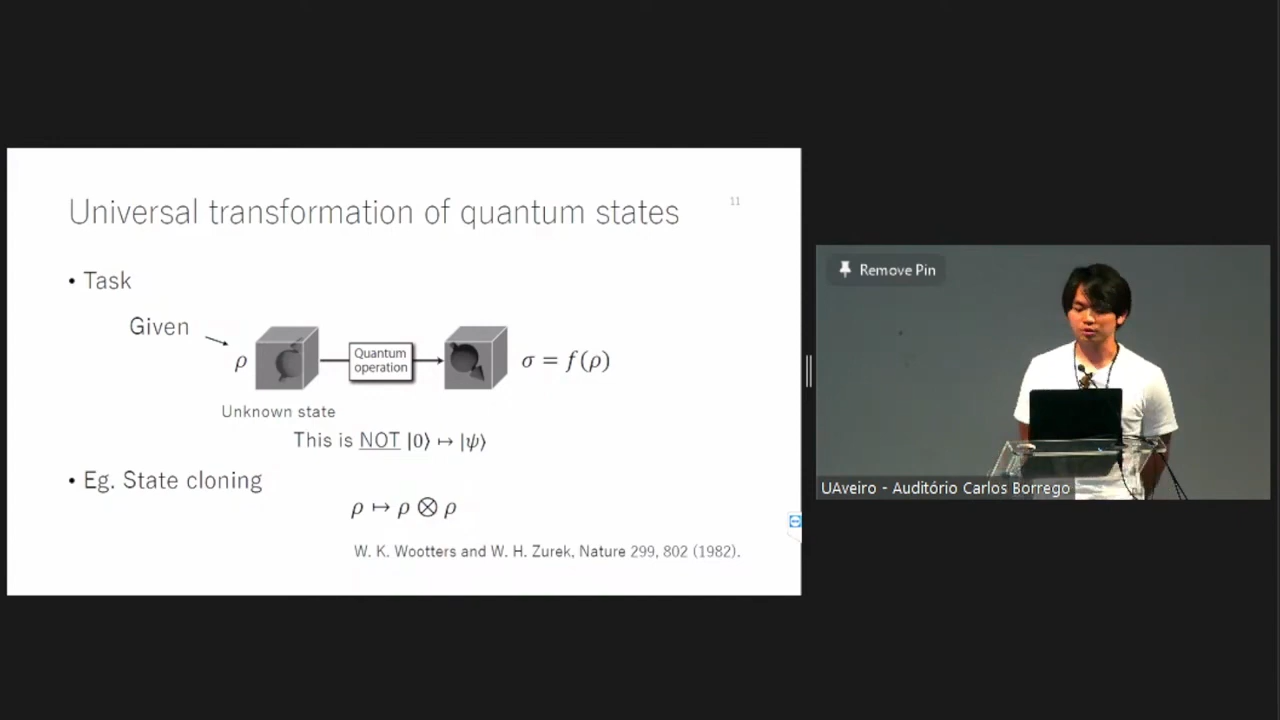 Universal transformation of quantum states
11
• Task
Given
ρ
Quantum
operation
σ = f(ρ)
Unknown state
This is NOT |0⟩ ↦ |ψ⟩
• Eg. State cloning
ρ ↦ ρ ⊗ ρ
W. K. Wootters and W. H. Zurek, Nature 299, 802 (1982).
Remove Pin
UAveiro - Auditório Carlos Borrego